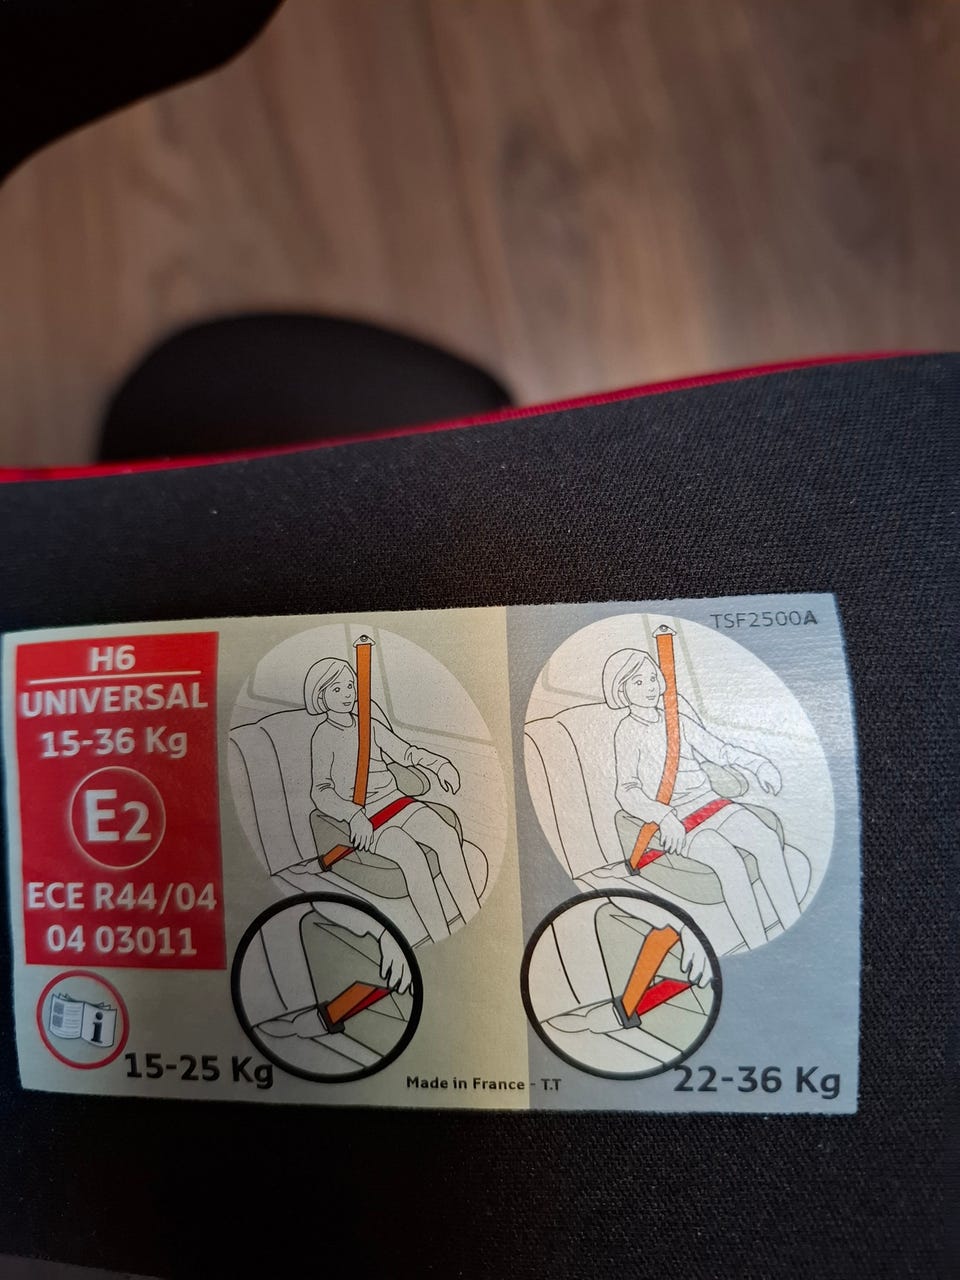 H6
UNIVERSAL
15-36 Kg
E2
ECE R44/04
04 03011
i
15-25 Kg
Made in France - T.T
TSF2500A
22-36 Kg